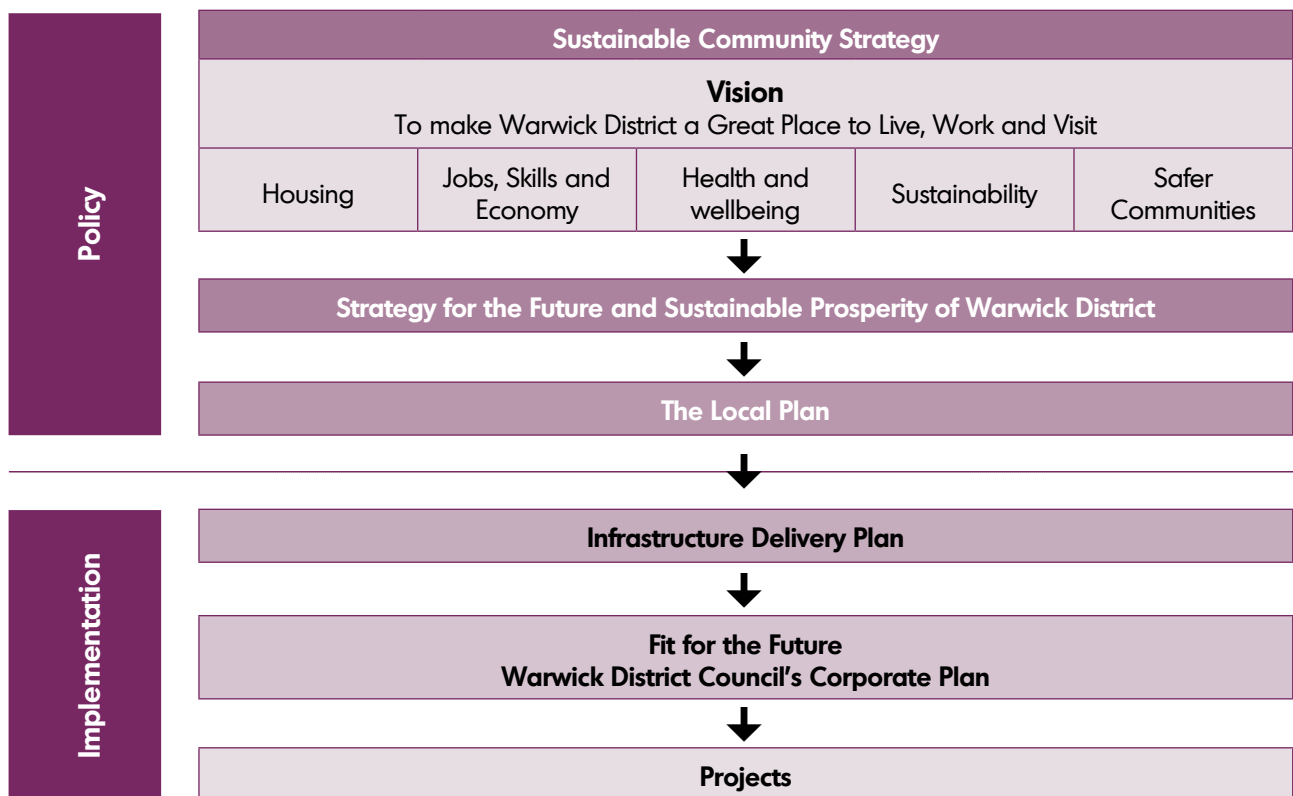 Policy
Sustainable Community Strategy
Vision
To make Warwick District a Great Place to Live, Work and Visit
Housing
Jobs, Skills and
Economy
Health and
wellbeing
Sustainability
Safer
Communities
Strategy for the Future and Sustainable Prosperity of Warwick District
The Local Plan
Implementation
Infrastructure Delivery Plan
Fit for the Future
Warwick District Council's Corporate Plan
Projects